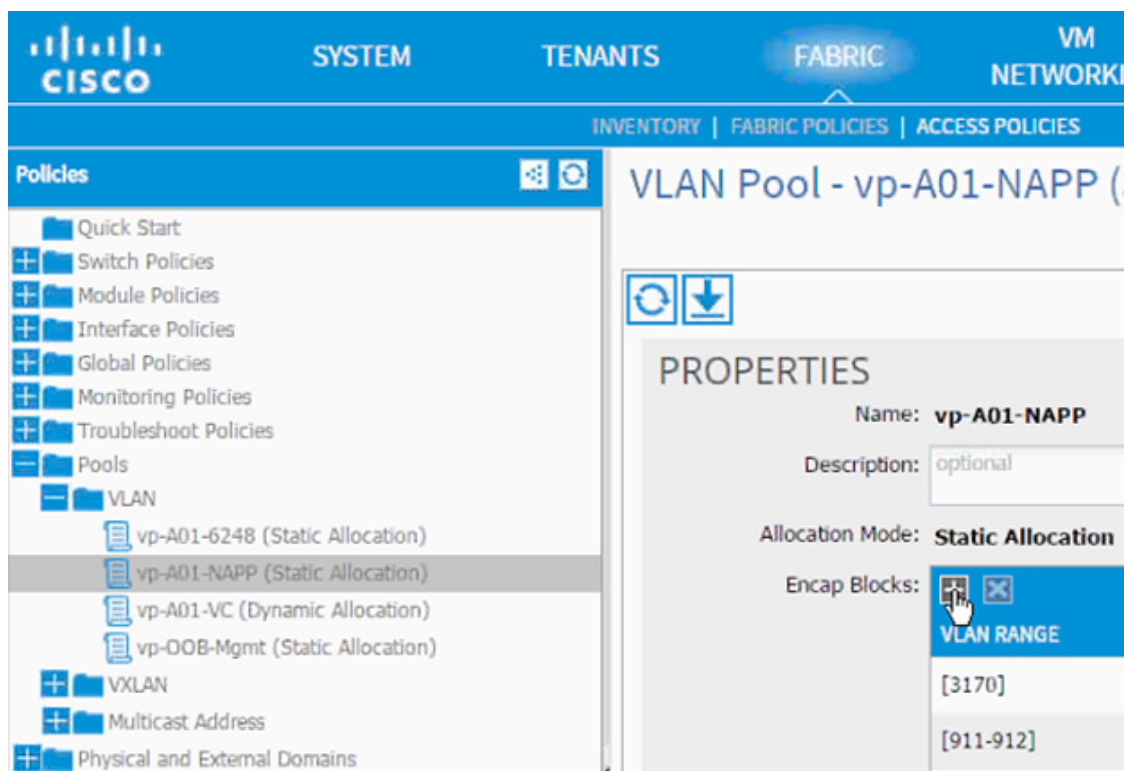 CISCO
SYSTEM
TENANTS
FABRIC
VM
NETWORKI
INVENTORY | FABRIC POLICIES | ACCESS POLICIES
Policies
Quick Start
Switch Policies
Module Policies
Interface Policies
Global Policies
Monitoring Policies
Troubleshoot Policies
Pools
VLAN
vp-A01-6248 (Static Allocation)
vp-A01-NAPP (Static Allocation)
vp-A01-VC (Dynamic Allocation)
vp-OOB-Mgmt (Static Allocation)
VXLAN
Multicast Address
Physical and External Domains
VLAN Pool - vp-A01-NAPP (
PROPERTIES
Name: vp-A01-NAPP
Description: optional
Allocation Mode: Static Allocation
Encap Blocks:
VLAN RANGE
[3170]
[911-912]